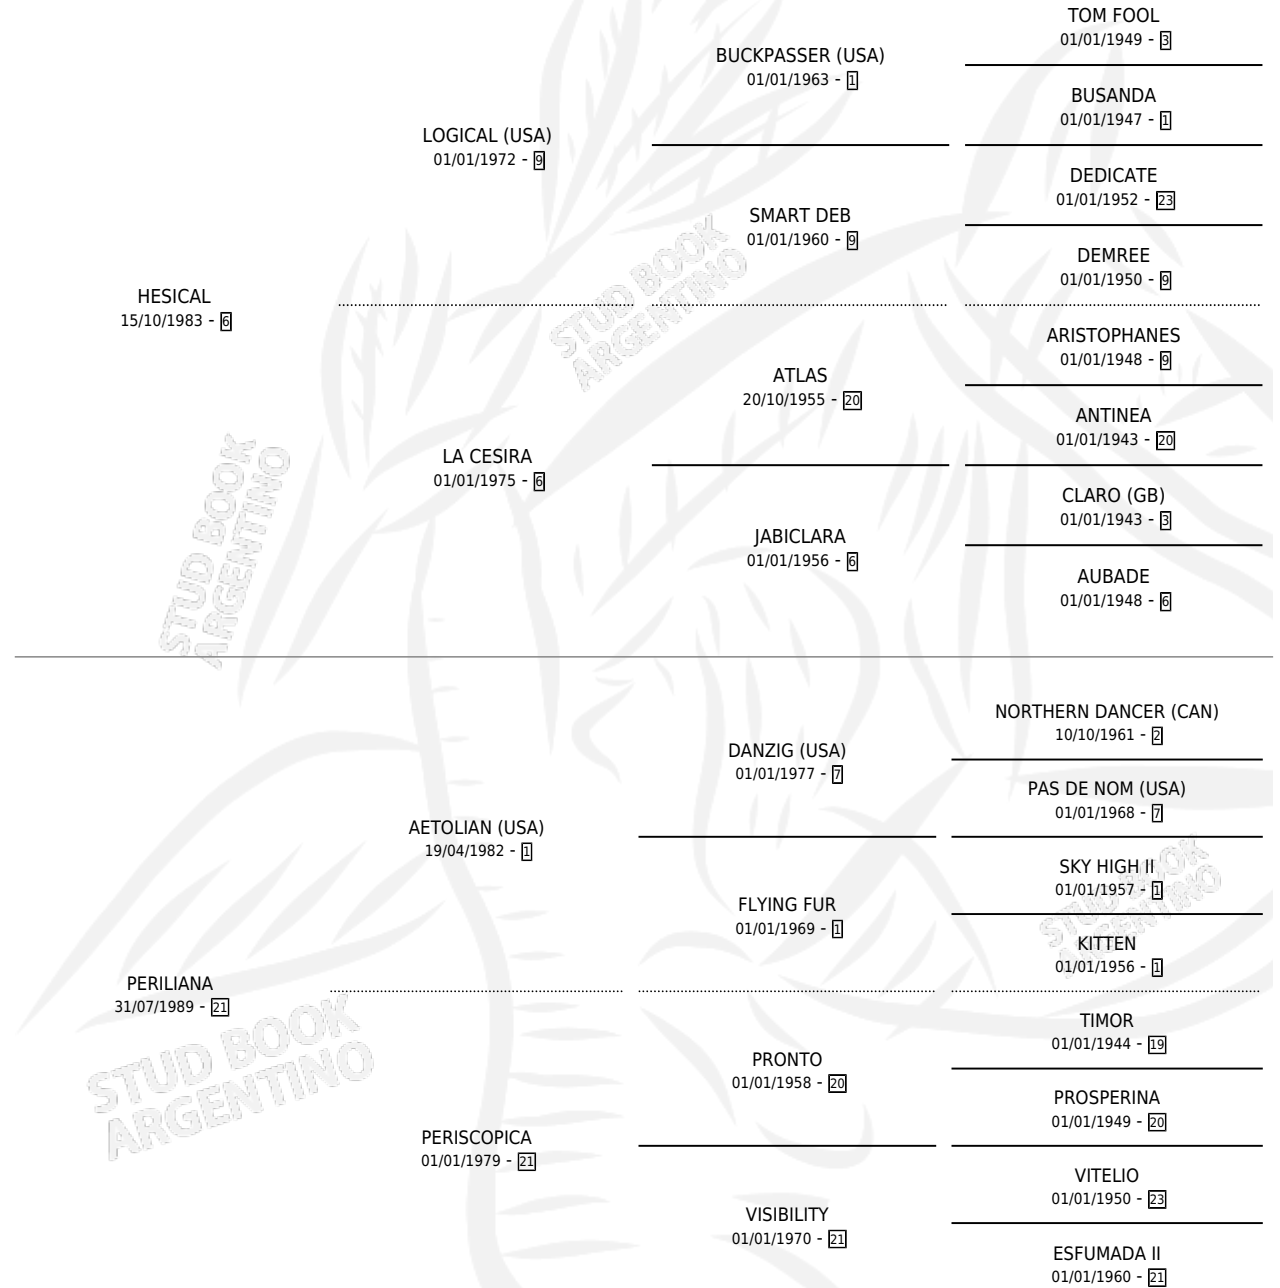 TOM FOOL
01/01/1949 - 3
BUCKPASSER (USA)
01/01/1963 - 1
BUSANDA
01/01/1947 - 1
LOGICAL (USA)
01/01/1972 - 9
DEDICATE
01/01/1952 - 23
SMART DEB
01/01/1960 - 9
DEMREE
01/01/1950 - 9
HESICAL
15/10/1983 - 6
STUD BOOK
ARGENTINO
ARISTOPHANES
01/01/1948 - 9
ATLAS
20/10/1955 - 20
ANTINEA
01/01/1943 - 20
LA CESIRA
01/01/1975 - 6
CLARO (GB)
01/01/1943 - 3
JABICLARA
01/01/1956 - 6
AUBADE
01/01/1948 - 6
STUD BOOK
ARGENTINO
NORTHERN DANCER (CAN)
10/10/1961 - 2
DANZIG (USA)
01/01/1977 - 7
PAS DE NOM (USA)
01/01/1968 - 7
AETOLIAN (USA)
19/04/1982 - 1
SKY HIGH II
01/01/1957 - 1
FLYING FUR
01/01/1969 - 1
KITTEN
01/01/1956 - 1
STUD BOOK
ARGENTINO
PERILIANA
31/07/1989 - 21
STUD BOOK
ARGENTINO
TIMOR
01/01/1944 - 19
PRONTO
01/01/1958 - 20
PROSPERINA
01/01/1949 - 20
PERISCOPICA
01/01/1979 - 21
VITELIO
01/01/1950 - 23
VISIBILITY
01/01/1970 - 21
ESFUMADA II
01/01/1960 - 21